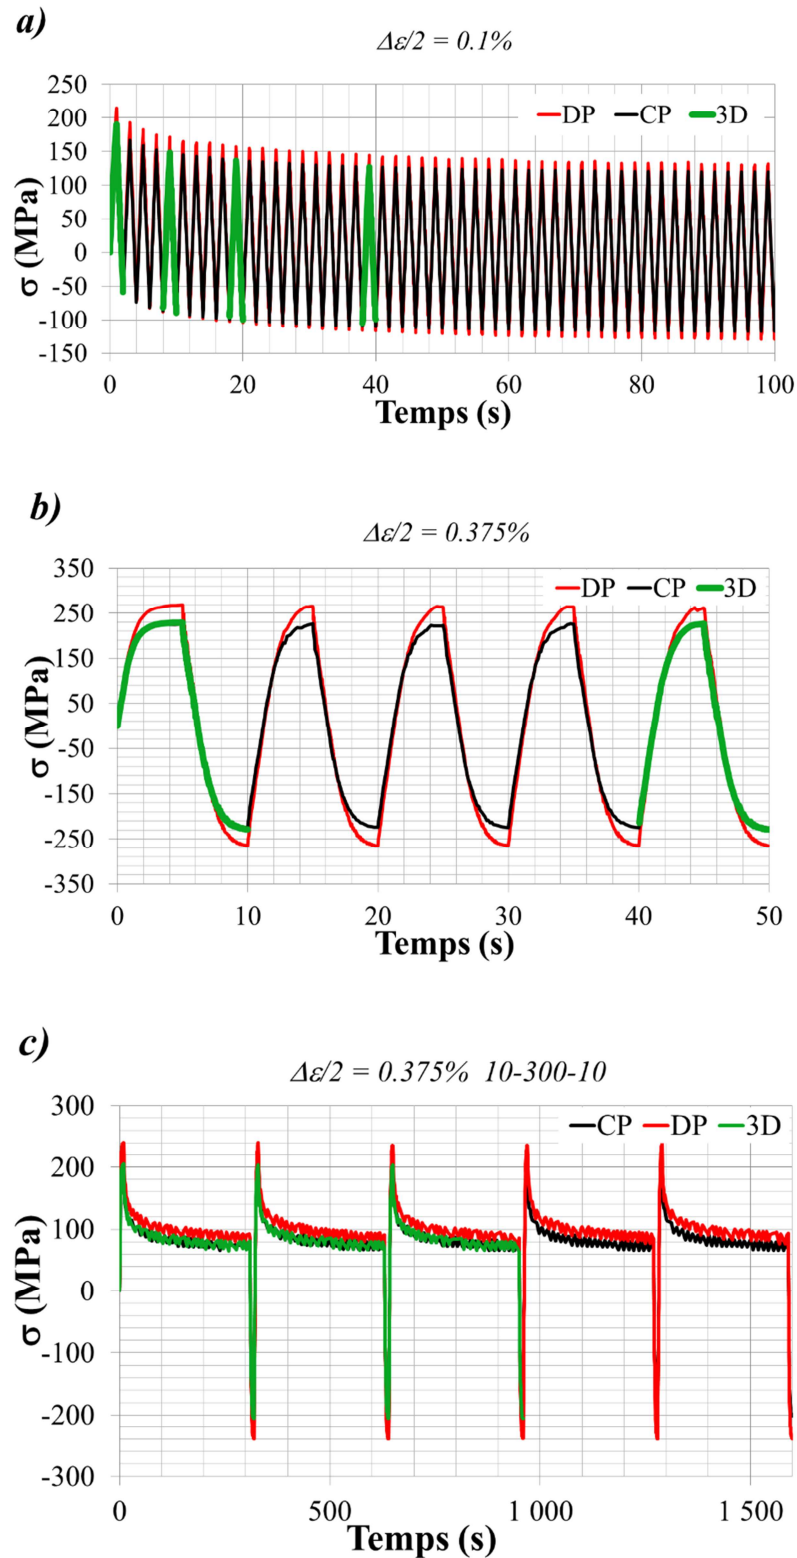 a)
Δε/2 = 0.1%
250
200
150
100
50
0
-50
-100
-150
DP CP 3D
σ (MPa)
0 20 40 60 80 100
Temps (s)
b)
Δε/2 = 0.375%
350
250
150
50
-50
-150
-250
-350
DP CP 3D
σ (MPa)
0 10 20 30 40 50
Temps (s)
c)
Δε/2 = 0.375% 10-300-10
300
200
100
0
-100
-200
-300
CP DP 3D
σ (MPa)
0 500 1 000 1 500
Temps (s)